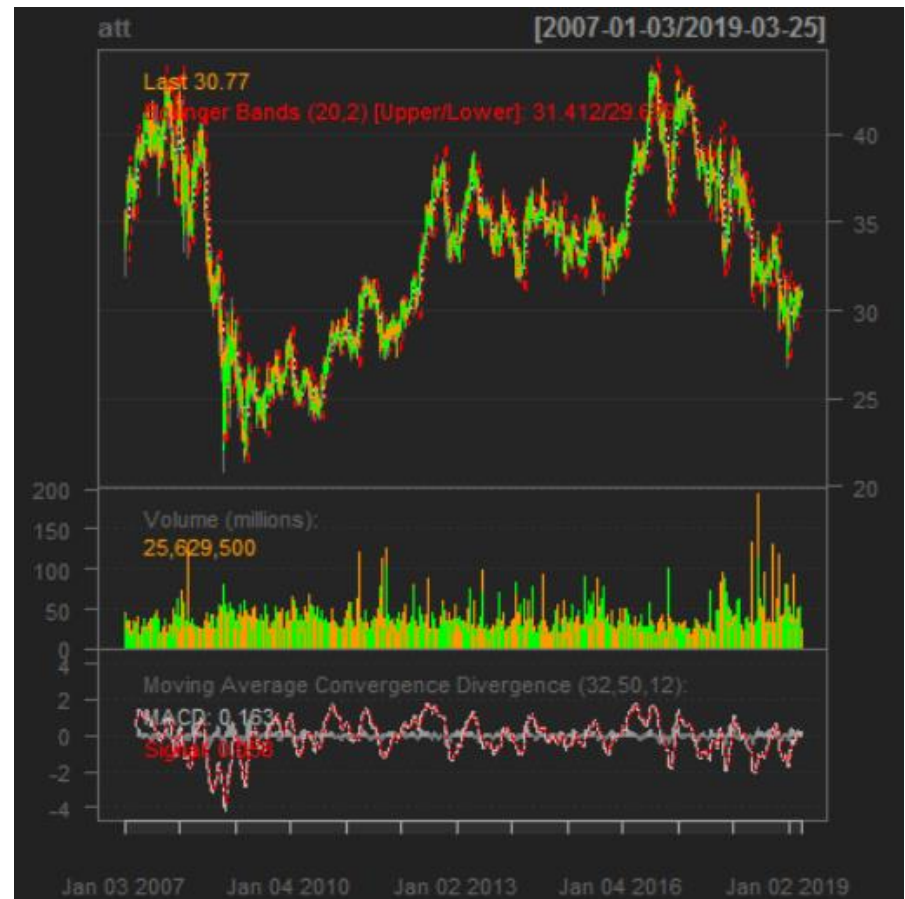 att [2007-01-03/2019-03-25]
Last 30.77
Bands (20,2) [Upper/Lower]: 31.412/29.6
40
35
30
25
20
200
150
100
50
0
Volume (millions):
25,629,500
4
2
0
-2
-4
Moving Average Convergence Divergence (32,50,12):
MACD: 0.163
Signal:
Jan 03 2007 Jan 04 2010 Jan 02 2013 Jan 04 2016 Jan 02 2019